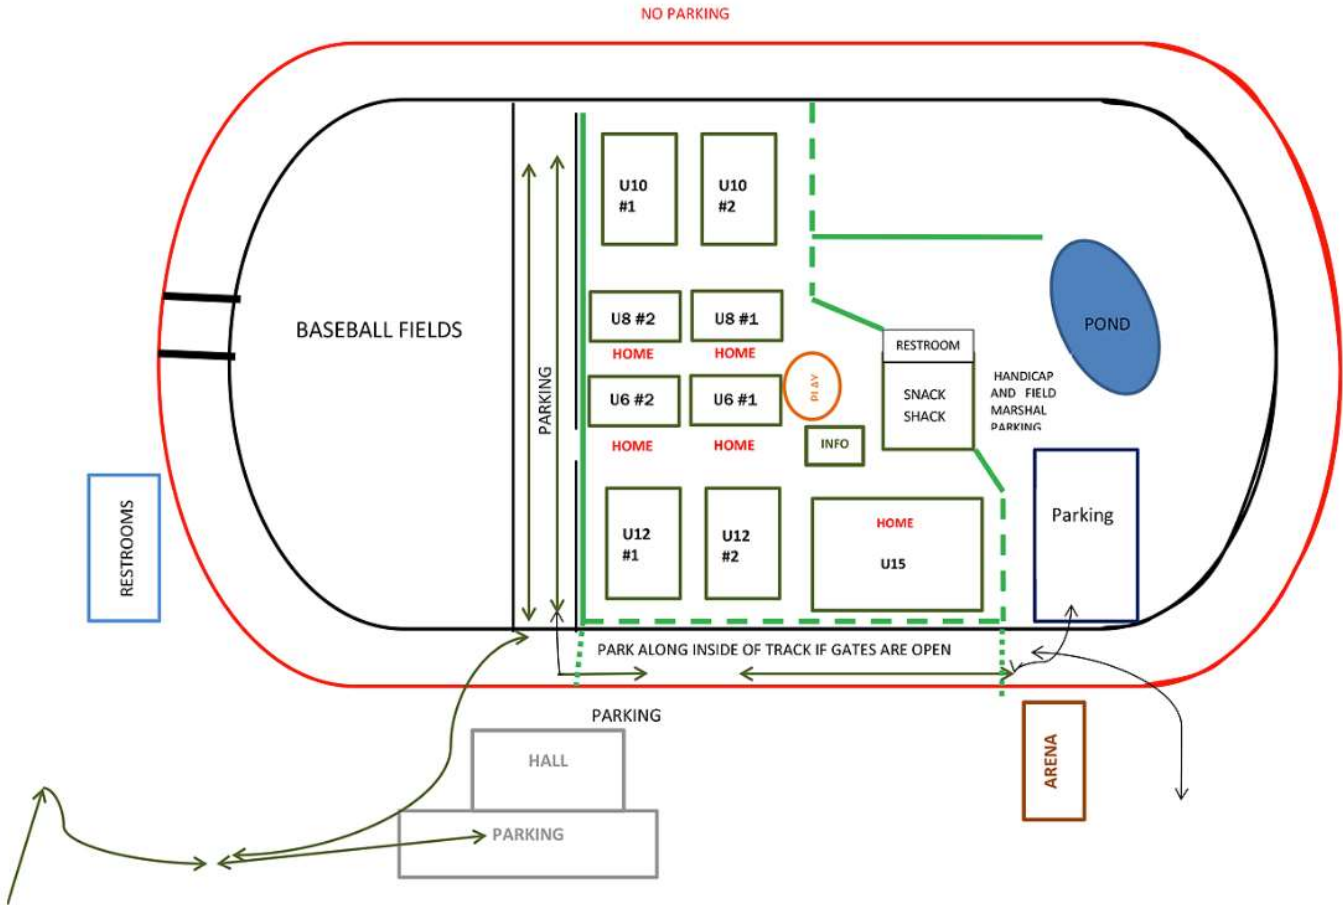 NO PARKING
U10
#1
U10
#2
BASEBALL FIELDS
PARKING
U8 #2
U8 #1
HOME
HOME
U6 #2
U6 #1
HOME
HOME
PLAY
INFO
RESTROOM
SNACK
SHACK
POND
HANDICAP
AND FIELD
MARSHAL
PARKING
Parking
RESTROOMS
U12
#1
U12
#2
HOME
U15
PARK ALONG INSIDE OF TRACK IF GATES ARE OPEN
PARKING
HALL
PARKING
ARENA